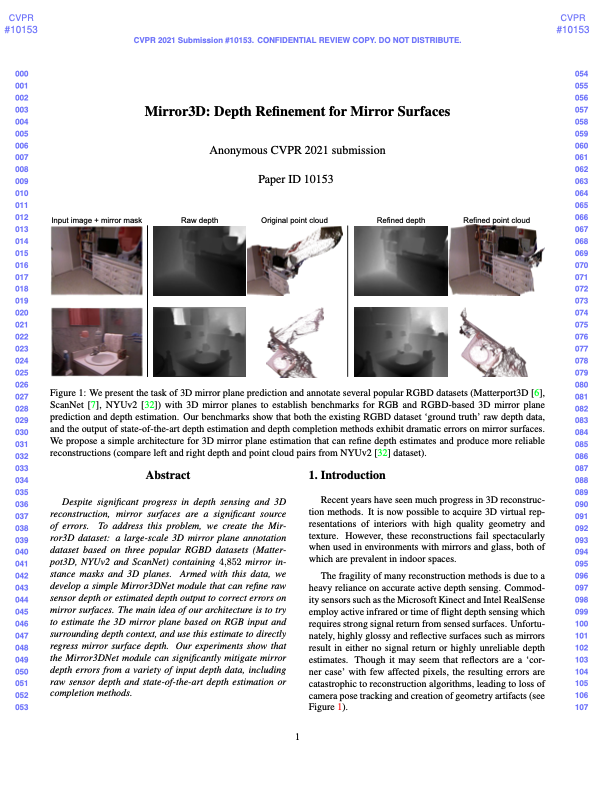 CVPR
#10153
CVPR 2021 Submission #10153. CONFIDENTIAL REVIEW COPY. DO NOT DISTRIBUTE.
CVPR
#10153
Mirror3D: Depth Refinement for Mirror Surfaces
Anonymous CVPR 2021 submission
Paper ID 10153
Input image + mirror mask
Raw depth
Original point cloud
Refined depth
Refined point cloud
Figure 1: We present the task of 3D mirror plane prediction and annotate several popular RGBD datasets (Matterport3D [6],
ScanNet [7], NYUv2 [32]) with 3D mirror planes to establish benchmarks for RGB and RGBD-based 3D mirror plane
prediction and depth estimation. Our benchmarks show that both the existing RGBD dataset ‘ground truth’ raw depth data,
and the output of state-of-the-art depth estimation and depth completion methods exhibit dramatic errors on mirror surfaces.
We propose a simple architecture for 3D mirror plane estimation that can refine depth estimates and produce more reliable
reconstructions (compare left and right depth and point cloud pairs from NYUv2 [32] dataset).
Abstract
Despite significant progress in depth sensing and 3D
reconstruction, mirror surfaces are a significant source
of errors. To address this problem, we create the Mir-
ror3D dataset: a large-scale 3D mirror plane annotation
dataset based on three popular RGBD datasets (Matter-
pot3D, NYUv2 and ScanNet) containing 4,852 mirror in-
stance masks and 3D planes. Armed with this data, we
develop a simple Mirror3DNet module that can refine raw
sensor depth or estimated depth output to correct errors on
mirror surfaces. The main idea of our architecture is to try
to estimate the 3D mirror plane based on RGB input and
surrounding depth context, and use this estimate to directly
regress mirror surface depth. Our experiments show that
the Mirror3DNet module can significantly mitigate mirror
depth errors from a variety of input depth data, including
raw sensor depth and state-of-the-art depth estimation or
completion methods.
1. Introduction
Recent years have seen much progress in 3D reconstruc-
tion methods. It is now possible to acquire 3D virtual rep-
resentations of interiors with high quality geometry and
texture. However, these reconstructions fail spectacularly
when used in environments with mirrors and glass, both of
which are prevalent in indoor spaces.
The fragility of many reconstruction methods is due to a
heavy reliance on accurate active depth sensing. Commod-
ity sensors such as the Microsoft Kinect and Intel RealSense
employ active infrared or time of flight depth sensing which
requires strong signal return from sensed surfaces. Unfortu-
nately, highly glossy and reflective surfaces such as mirrors
result in either no signal return or highly unreliable depth
estimates. Though it may seem that reflectors are a ‘cor-
ner case’ with few affected pixels, the resulting errors are
catastrophic to reconstruction algorithms, leading to loss of
camera pose tracking and creation of geometry artifacts (see
Figure 1).
1
000
001
002
003
004
005
006
007
008
009
010
011
012
013
014
015
016
017
018
019
020
021
022
023
024
025
026
027
028
029
030
031
032
033
034
035
036
037
038
039
040
041
042
043
044
045
046
047
048
049
050
051
052
053
054
055
056
057
058
059
060
061
062
063
064
065
066
067
068
069
070
071
072
073
074
075
076
077
078
079
080
081
082
083
084
085
086
087
088
089
090
091
092
093
094
095
096
097
098
099
100
101
102
103
104
105
106
107